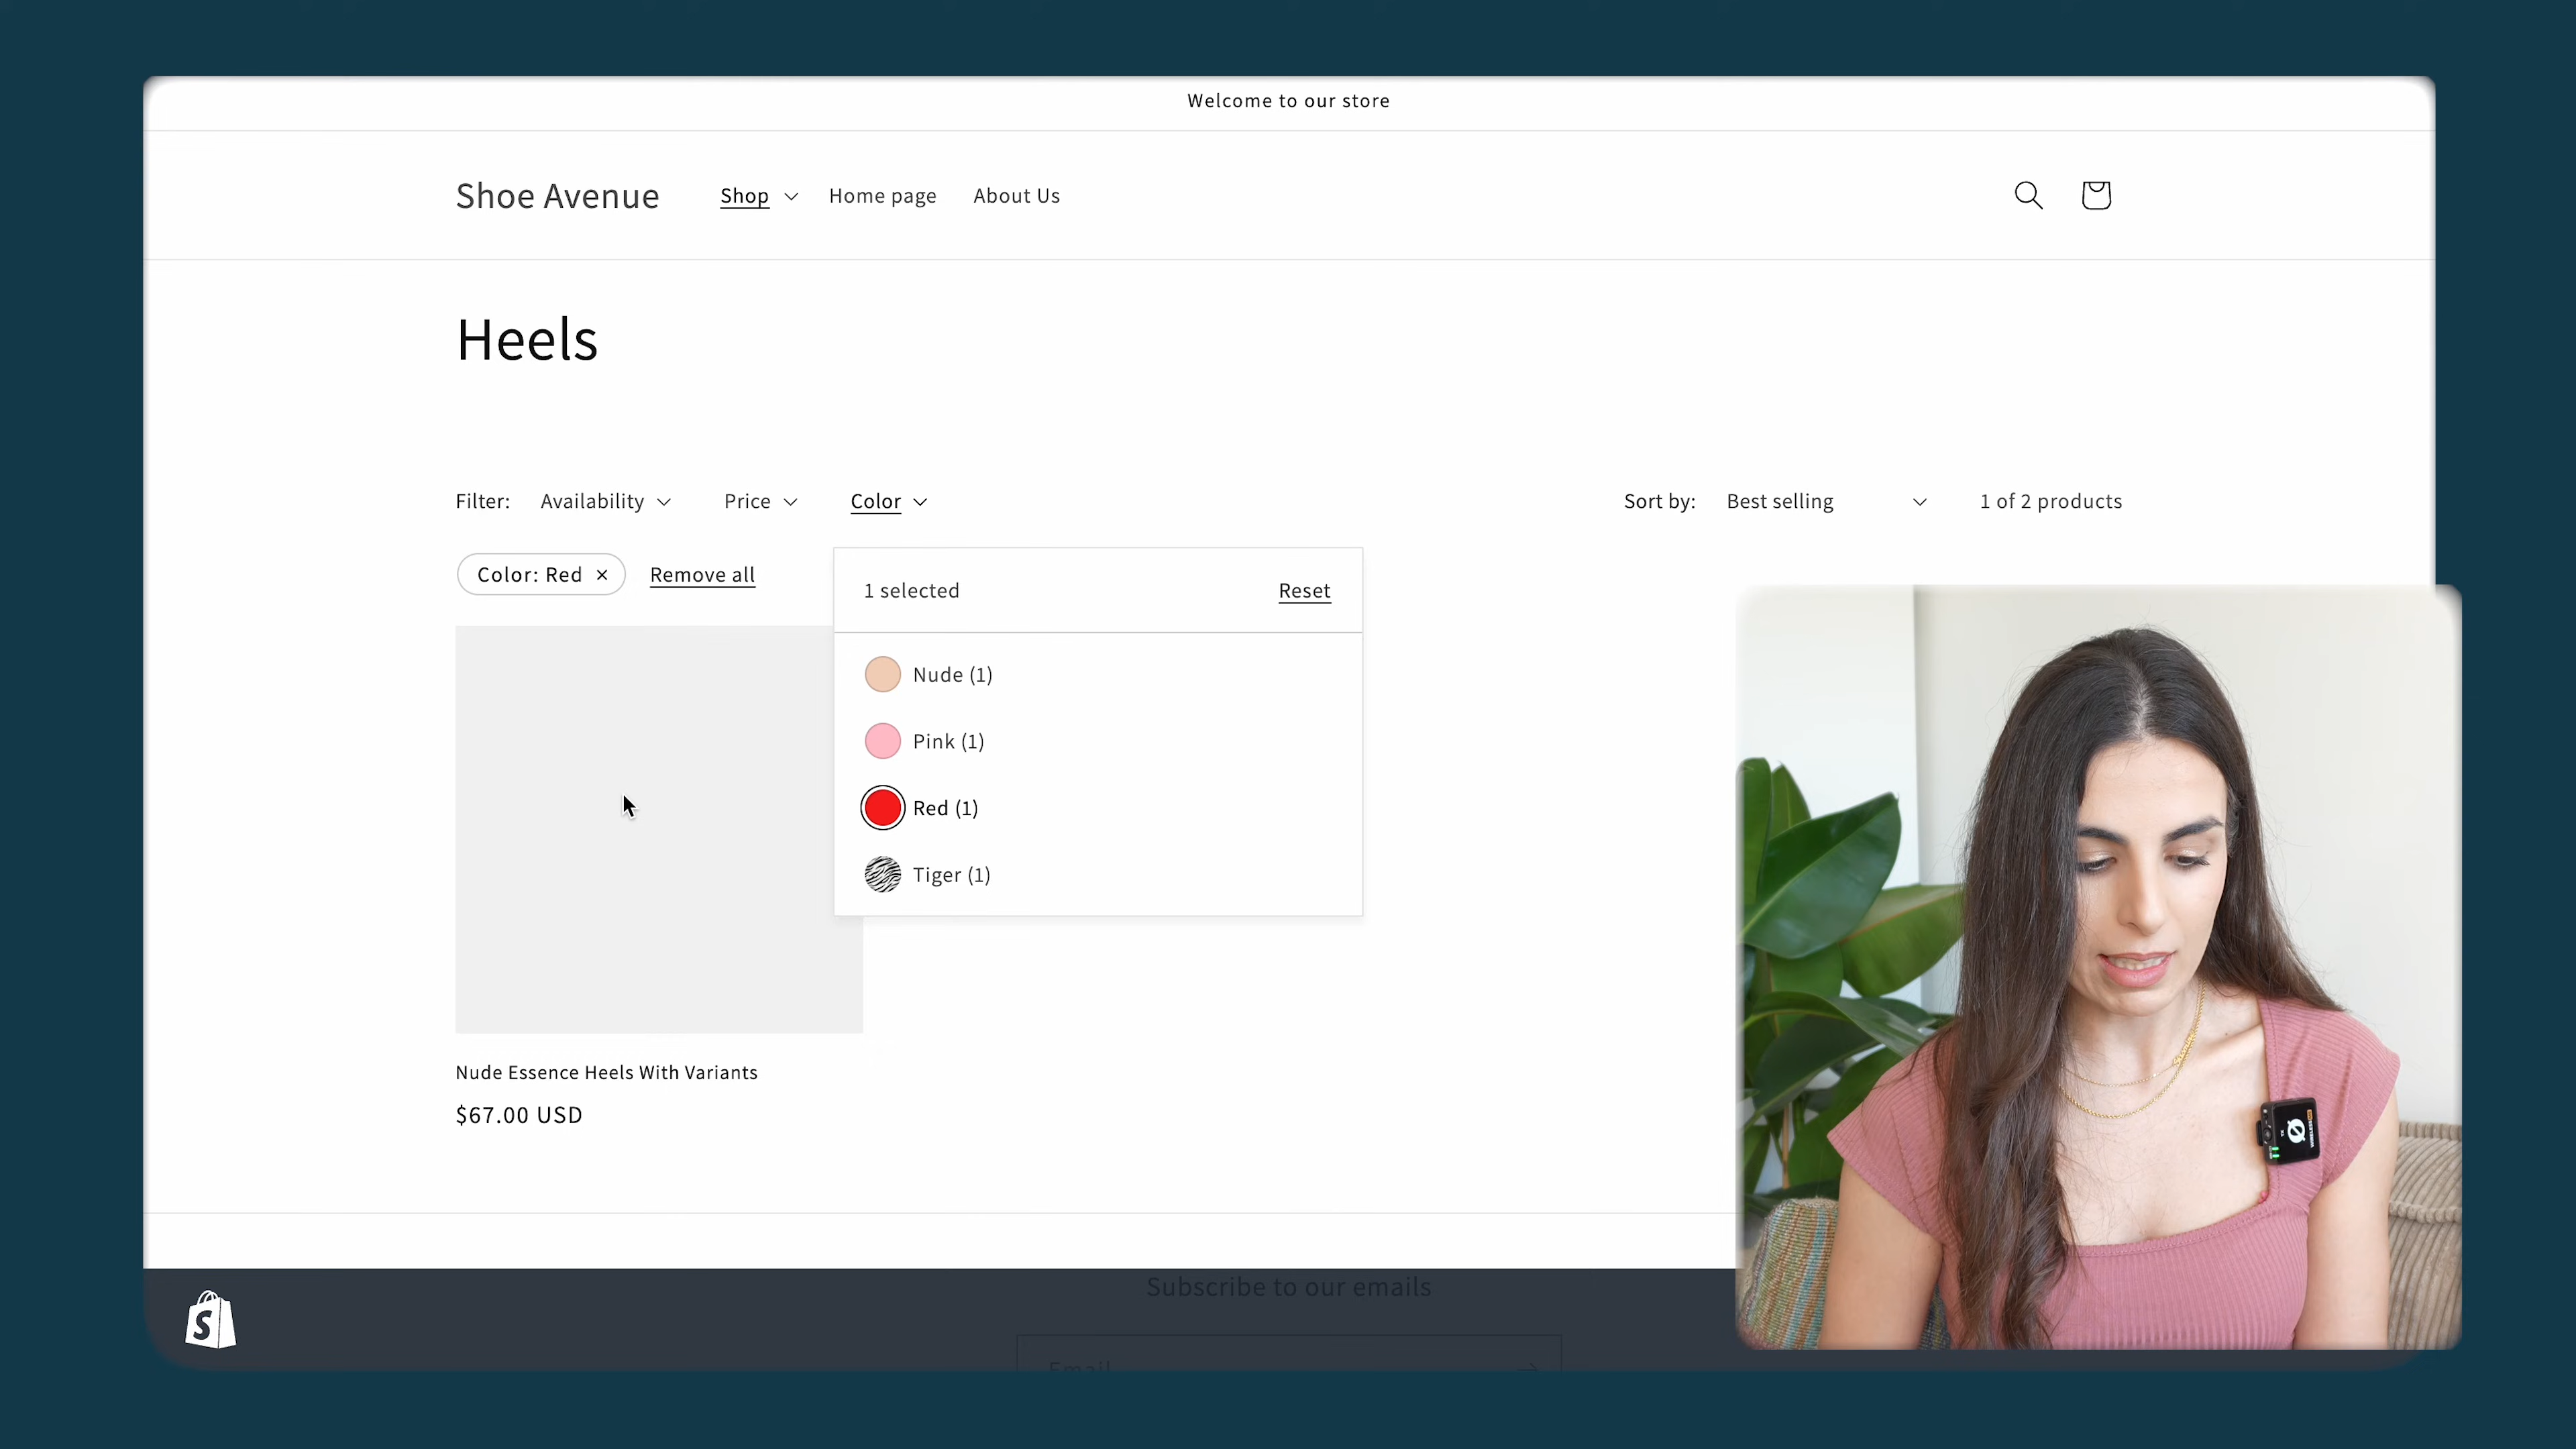 Welcome to our store
Shoe Avenue
Shop Home page About Us
Heels
Filter: Availability Price Color
Sort by: Best selling 1 of 2 products
Color: Red × Remove all
1 selected Reset
Nude (1)
Pink (1)
Red (1)
Tiger (1)
Nude Essence Heels With Variants
$67.00 USD
Subscribe to our emails
Email